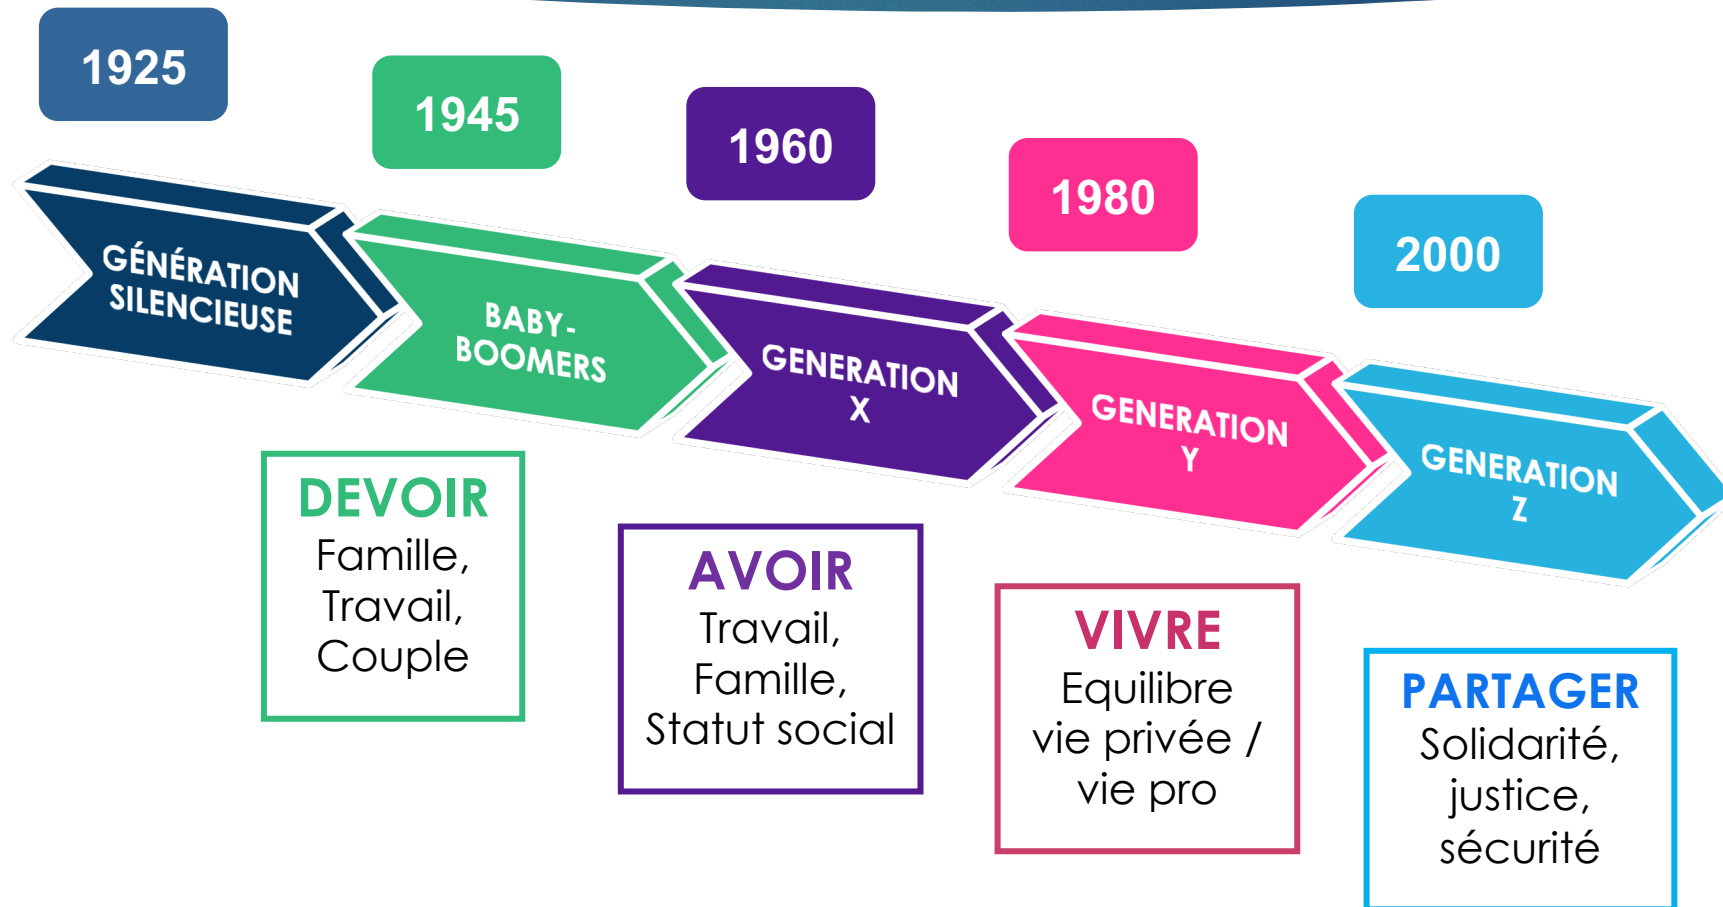 1925
1945
1960
1980
2000
GÉNÉRATION
SILENCIEUSE
BABY-
BOOMERS
GENERATION
X
GENERATION
Y
GENERATION
Z
DEVOIR
Famille,
Travail,
Couple
AVOIR
Travail,
Famille,
Statut social
VIVRE
Equilibre
vie privée /
vie pro
PARTAGER
Solidarité,
justice,
sécurité